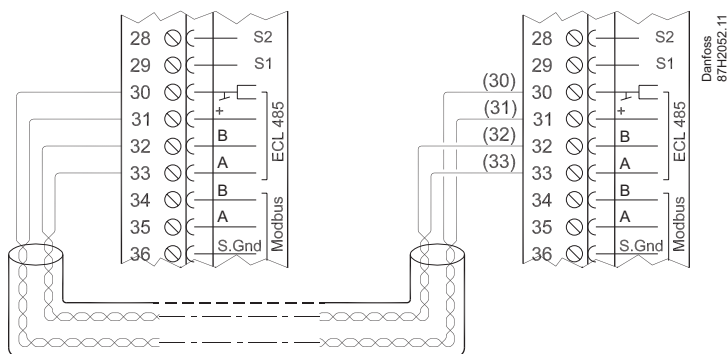 28 S2
29 S1
30
31 +
32 B
33 A
ECL 485
34 B
35 A
36 S.Gnd
Modbus
28 S2
29 S1
(30) 30
(31) 31 +
(32) 32 B
(33) 33 A
ECL 485
34 B
35 A
36 S.Gnd
Modbus
Danfoss
87H2052.11